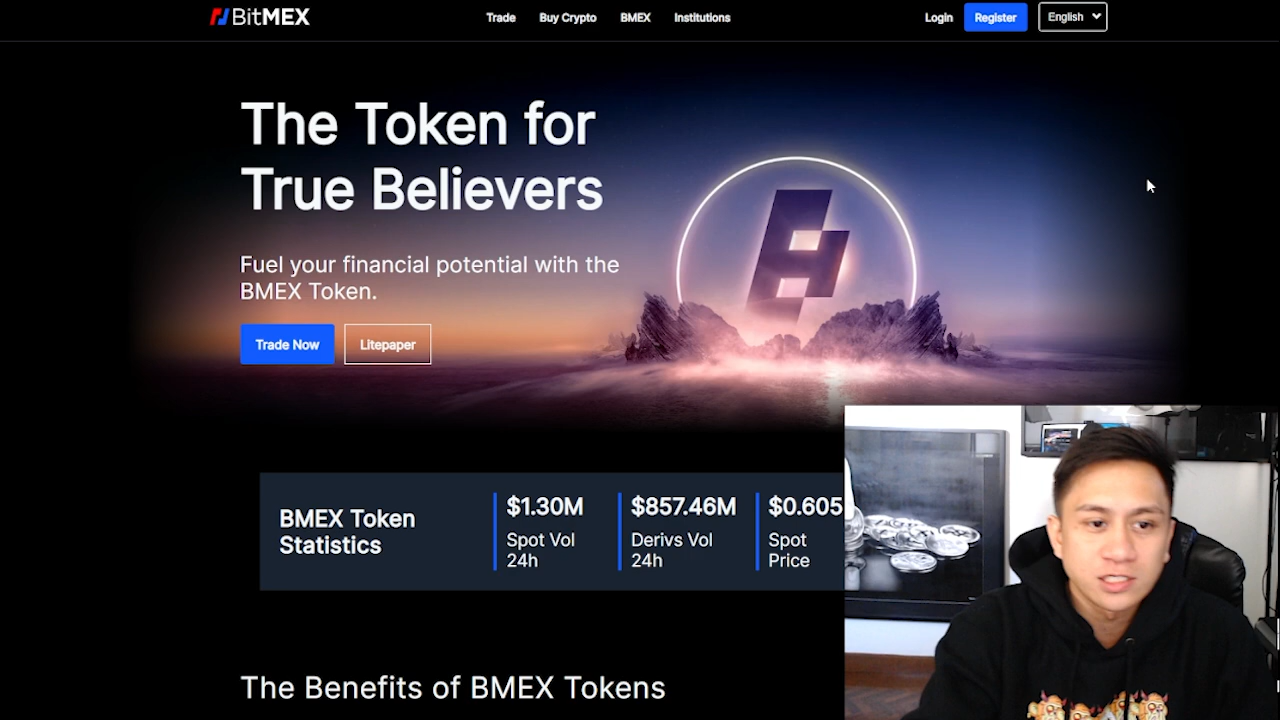 BitMEX
Trade
Buy Crypto
BMEX
Institutions
Login
Register
English
The Token for
True Believers
Fuel your financial potential with the
BMEX Token.
Trade Now
Litepaper
BMEX Token
Statistics
$1.30M
Spot Vol
24h
$857.46M
Derivs Vol
24h
$0.605
Spot
Price
The Benefits of BMEX Tokens